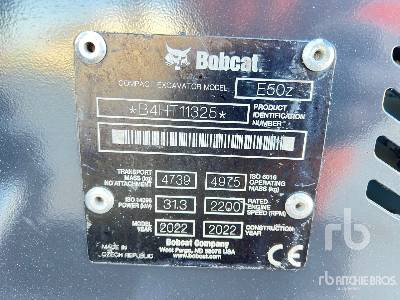 Bobcat
COMPACT EXCAVATOR MODEL E50z
*B4HT11325* PRODUCT IDENTIFICATION NUMBER
TRANSPORT MASS (kg) NO ATTACHMENT 4739 4975 ISO 6016 OPERATING MASS (kg)
ISO 14396 POWER (kW) 31.3 2200 RATED ENGINE SPEED (RPM)
MODEL YEAR 2022 2022 CONSTRUCTION YEAR
MADE IN CZECH REPUBLIC
Bobcat Company
West Fargo, ND 58078 USA
www.bobcat.com
CE
rb RITCHIE BROS